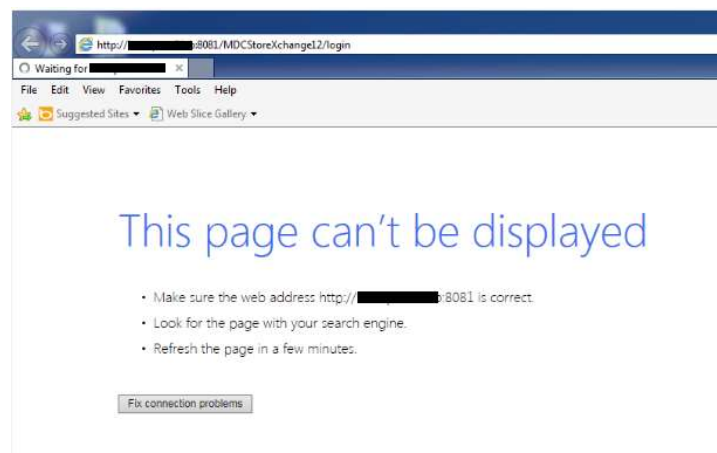 http:// :8081/MDCStoreXchange12/login
Waiting for
File Edit View Favorites Tools Help
Suggested Sites Web Slice Gallery
This page can't be displayed
• Make sure the web address http:// :8081 is correct.
• Look for the page with your search engine.
• Refresh the page in a few minutes.
Fix connection problems